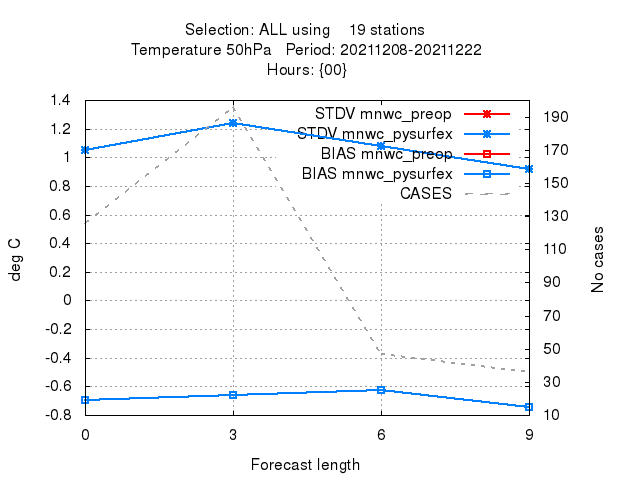 Selection: ALL using 19 stations
Temperature 50hPa Period: 20211208-20211222
Hours: {00}
STDV mnwc_preop
STDV mnwc_pysurfex
BIAS mnwc_preop
BIAS mnwc_pysurfex
CASES
1.4
1.2
1
0.8
0.6
0.4
0.2
0
-0.2
-0.4
-0.6
-0.8
deg C
190
170
150
130
110
90
70
50
30
10
No cases
0 3 6 9
Forecast length